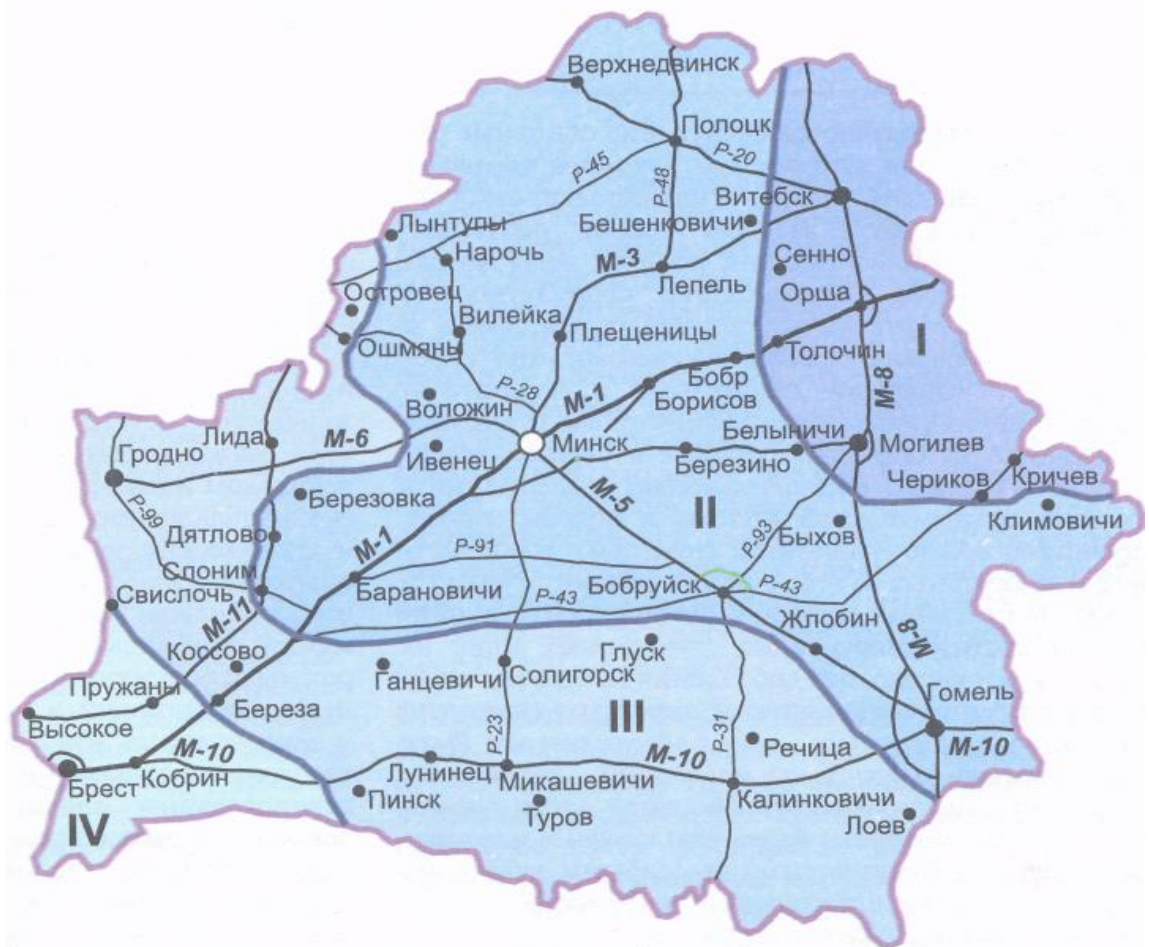 Верхнедвинск
Полоцк
Р-20
Р-45
Р-48
Витебск
Бешенковичи
Лынтупы
Нарочь
М-3
Сенно
Лепель
Орша
Островец
Вилейка
Плещеницы
I
Ошмяны
Толочин
Бобр
М-8
Р-28
М-1
Борисов
Воложин
Лида
М-6
Минск
Белыничи
Могилев
Гродно
Ивенец
Березино
Чериков
Кричев
Березовка
М-5
II
Климовичи
Р-99
Дятлово
Р-93
Быхов
М-1
Р-91
Слоним
Барановичи
Бобруйск
Р-43
Свислочь
Р-43
Жлобин
М-11
М-8
Коссово
Глуск
Ганцевичи
Солигорск
Пружаны
Гомель
Береза
III
Высокое
Р-23
Р-31
Речица
М-10
М-10
М-10
Брест
Кобрин
Лунинец
Микашевичи
Пинск
Калинковичи
Туров
Лоев
IV